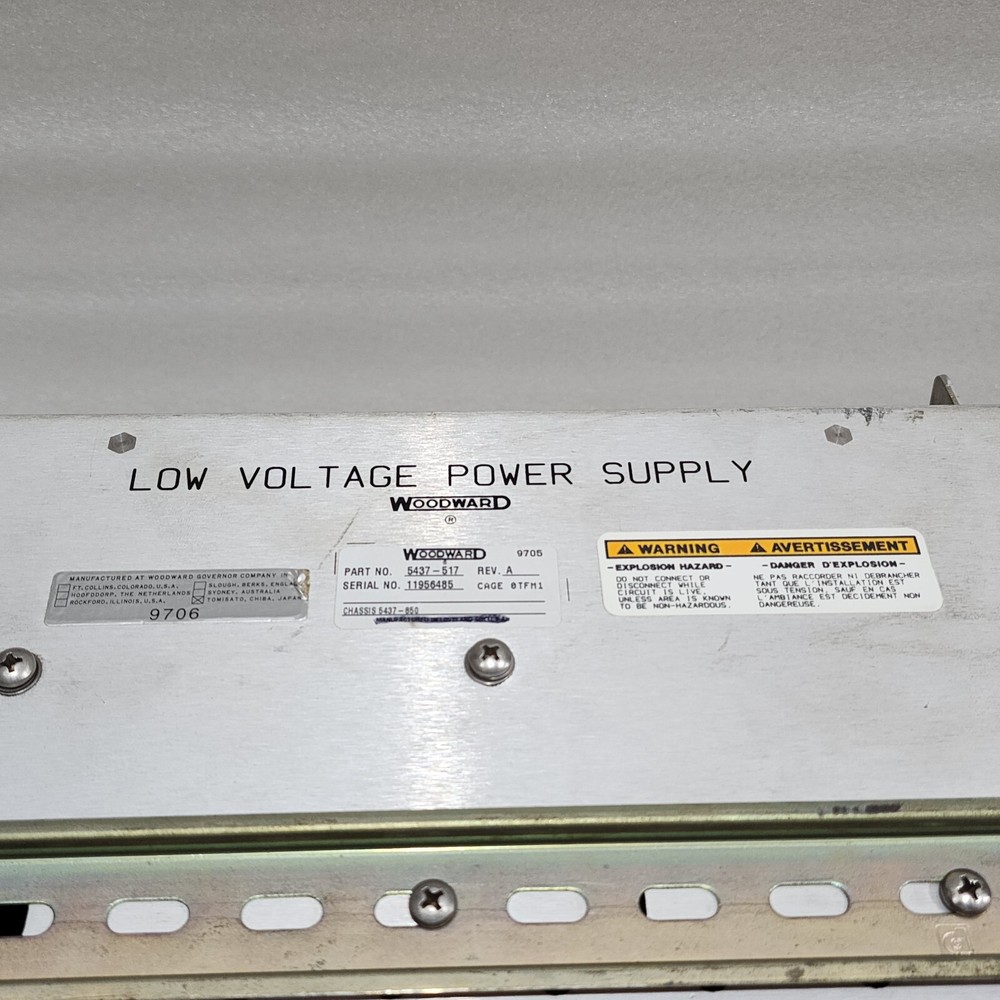 LOW VOLTAGE POWER SUPPLY
WOODWARD
®
MANUFACTURED AT WOODWARD GOVERNOR COMPANY IN
FT. COLLINS, COLORADO, U.S.A.
SLOUGH, BERKS, ENGLA
HOOFDDORP, THE NETHERLANDS
SYDNEY, AUSTRALIA
ROCKFORD, ILLINOIS, U.S.A.
TOMISATO, CHIBA, JAPAN
9706
WOODWARD 9705
PART NO. 5437-517 REV. A
SERIAL NO. 11956485 CAGE 0TFH1
CHASSIS 5437-850
WARNING
-EXPLOSION HAZARD-
DO NOT CONNECT OR
DISCONNECT WHILE
CIRCUIT IS LIVE
UNLESS AREA IS KNOWN
TO BE NON-HAZARDOUS.
AVERTISSEMENT
-DANGER D'EXPLOSION-
NE PAS RACCORDER NI DEBRANCHER
TANT QUE L'INSTALLATION EST
SOUS TENSION, SAUF EN CAS
L'AMBIANCE EST DECIDEMENT NON
DANGEREUSE.